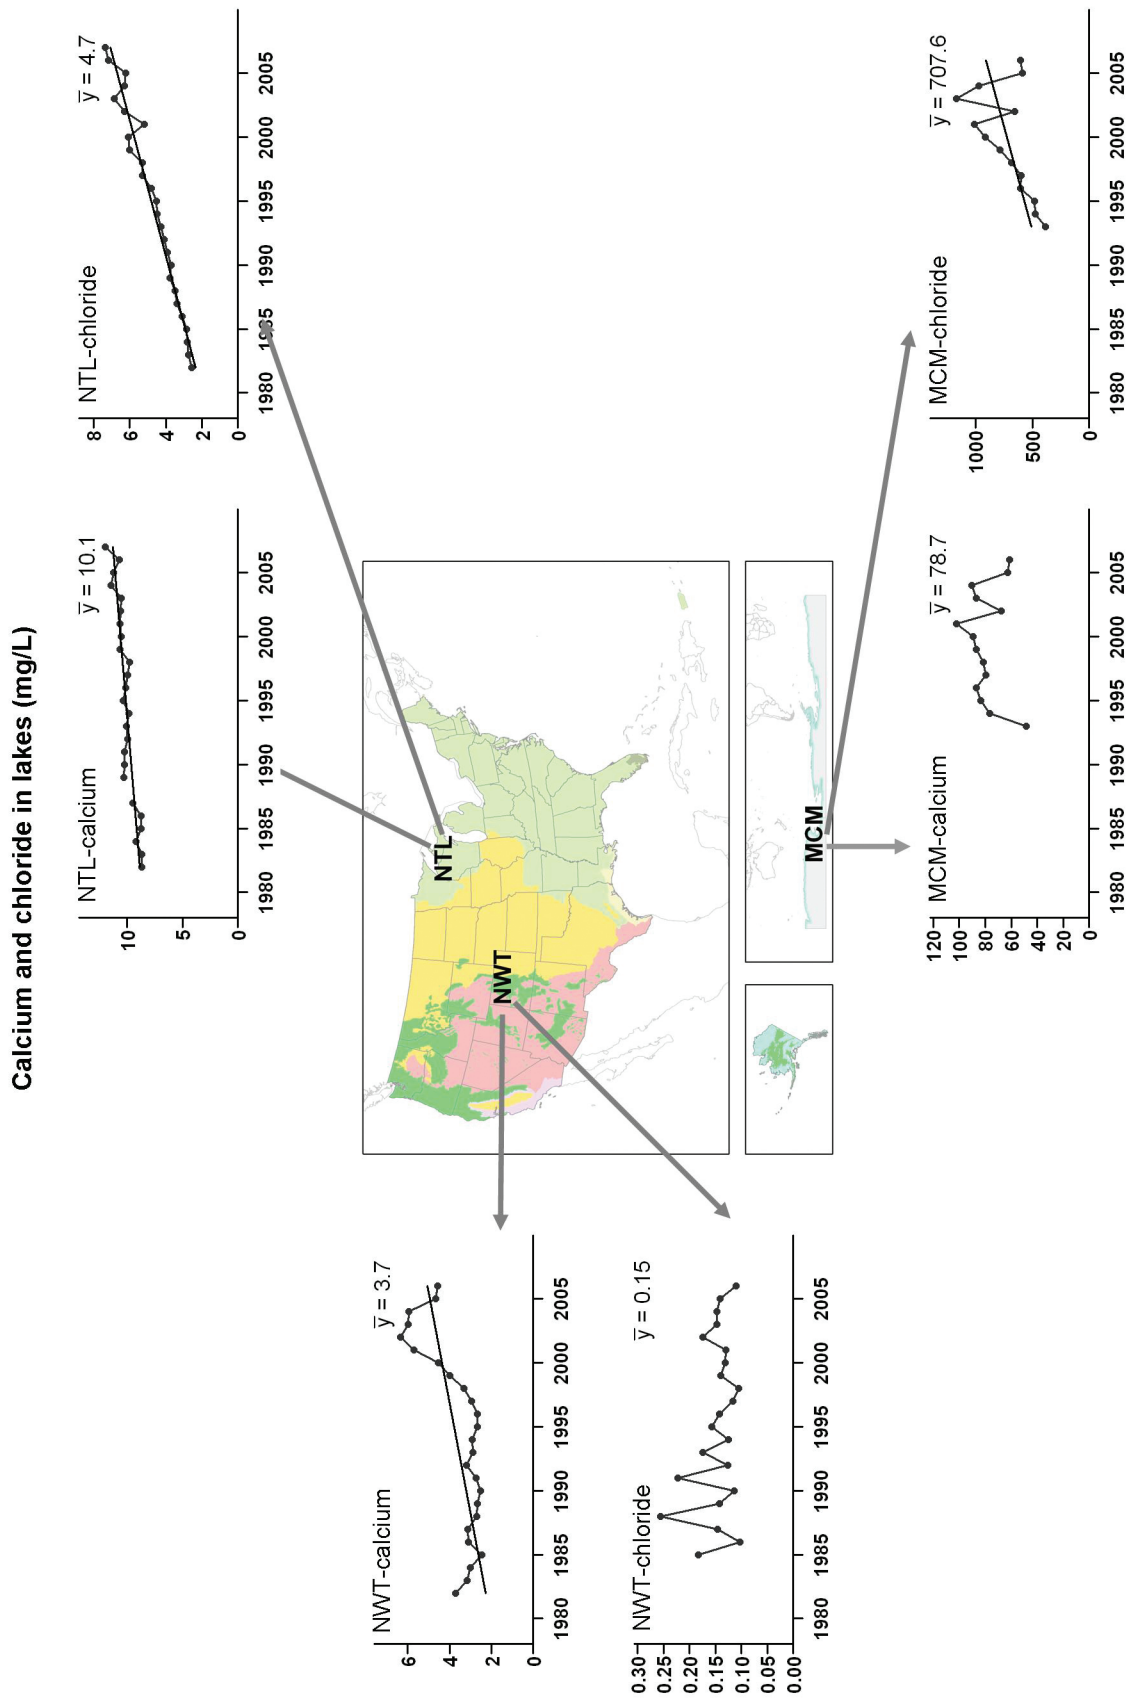 Calcium and chloride in lakes (mg/L)
NTL-calcium
y̅ = 10.1
10
5
0
1980 1985 1990 1995 2000 2005
NTL-chloride
y̅ = 4.7
8
6
4
2
0
1980 1985 1990 1995 2000 2005
NWT-calcium
y̅ = 3.7
6
4
2
0
1980 1985 1990 1995 2000 2005
NWT-chloride
y̅ = 0.15
0.30
0.25
0.20
0.15
0.10
0.05
0.00
1980 1985 1990 1995 2000 2005
NTL
NWT
MCM
MCM-calcium
y̅ = 78.7
120
100
80
60
40
20
0
1980 1985 1990 1995 2000 2005
MCM-chloride
y̅ = 707.6
1000
500
0
1980 1985 1990 1995 2000 2005